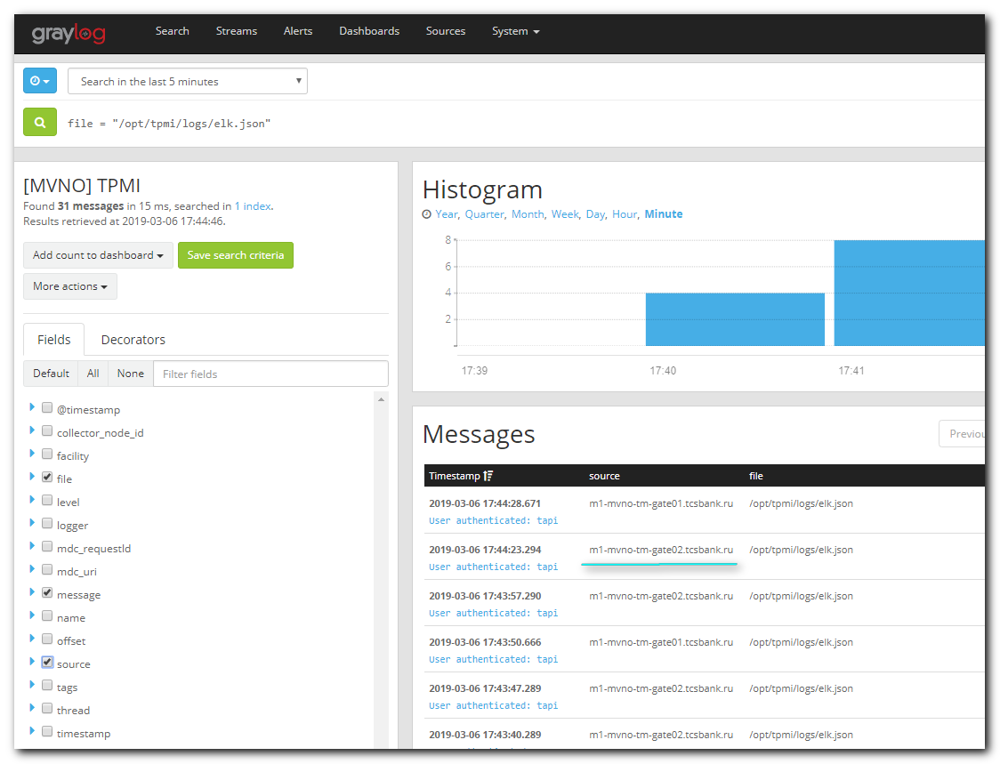 graylog
Search Streams Alerts Dashboards Sources System
Search in the last 5 minutes
file = "/opt/tpmi/logs/elk.json"
[MVNO] TPMI
Found 31 messages in 15 ms, searched in 1 index.
Results retrieved at 2019-03-06 17:44:46.
Add count to dashboard Save search criteria
More actions
Fields Decorators
Default All None Filter fields
@timestamp
collector_node_id
facility
file
level
logger
mdc_requestId
mdc_uri
message
name
offset
source
tags
thread
timestamp
Histogram
Year, Quarter, Month, Week, Day, Hour, Minute
8
6
4
2
17:39 17:40 17:41
Messages
Previou
Timestamp source file
2019-03-06 17:44:28.671 m1-mvno-tm-gate01.tcsbank.ru /opt/tpmi/logs/elk.json
User authenticated: tapi
2019-03-06 17:44:23.294 m1-mvno-tm-gate02.tcsbank.ru /opt/tpmi/logs/elk.json
User authenticated: tapi
2019-03-06 17:43:57.290 m1-mvno-tm-gate02.tcsbank.ru /opt/tpmi/logs/elk.json
User authenticated: tapi
2019-03-06 17:43:50.666 m1-mvno-tm-gate01.tcsbank.ru /opt/tpmi/logs/elk.json
User authenticated: tapi
2019-03-06 17:43:47.289 m1-mvno-tm-gate02.tcsbank.ru /opt/tpmi/logs/elk.json
User authenticated: tapi
2019-03-06 17:43:40.289 m1-mvno-tm-gate02.tcsbank.ru /opt/tpmi/logs/elk.json